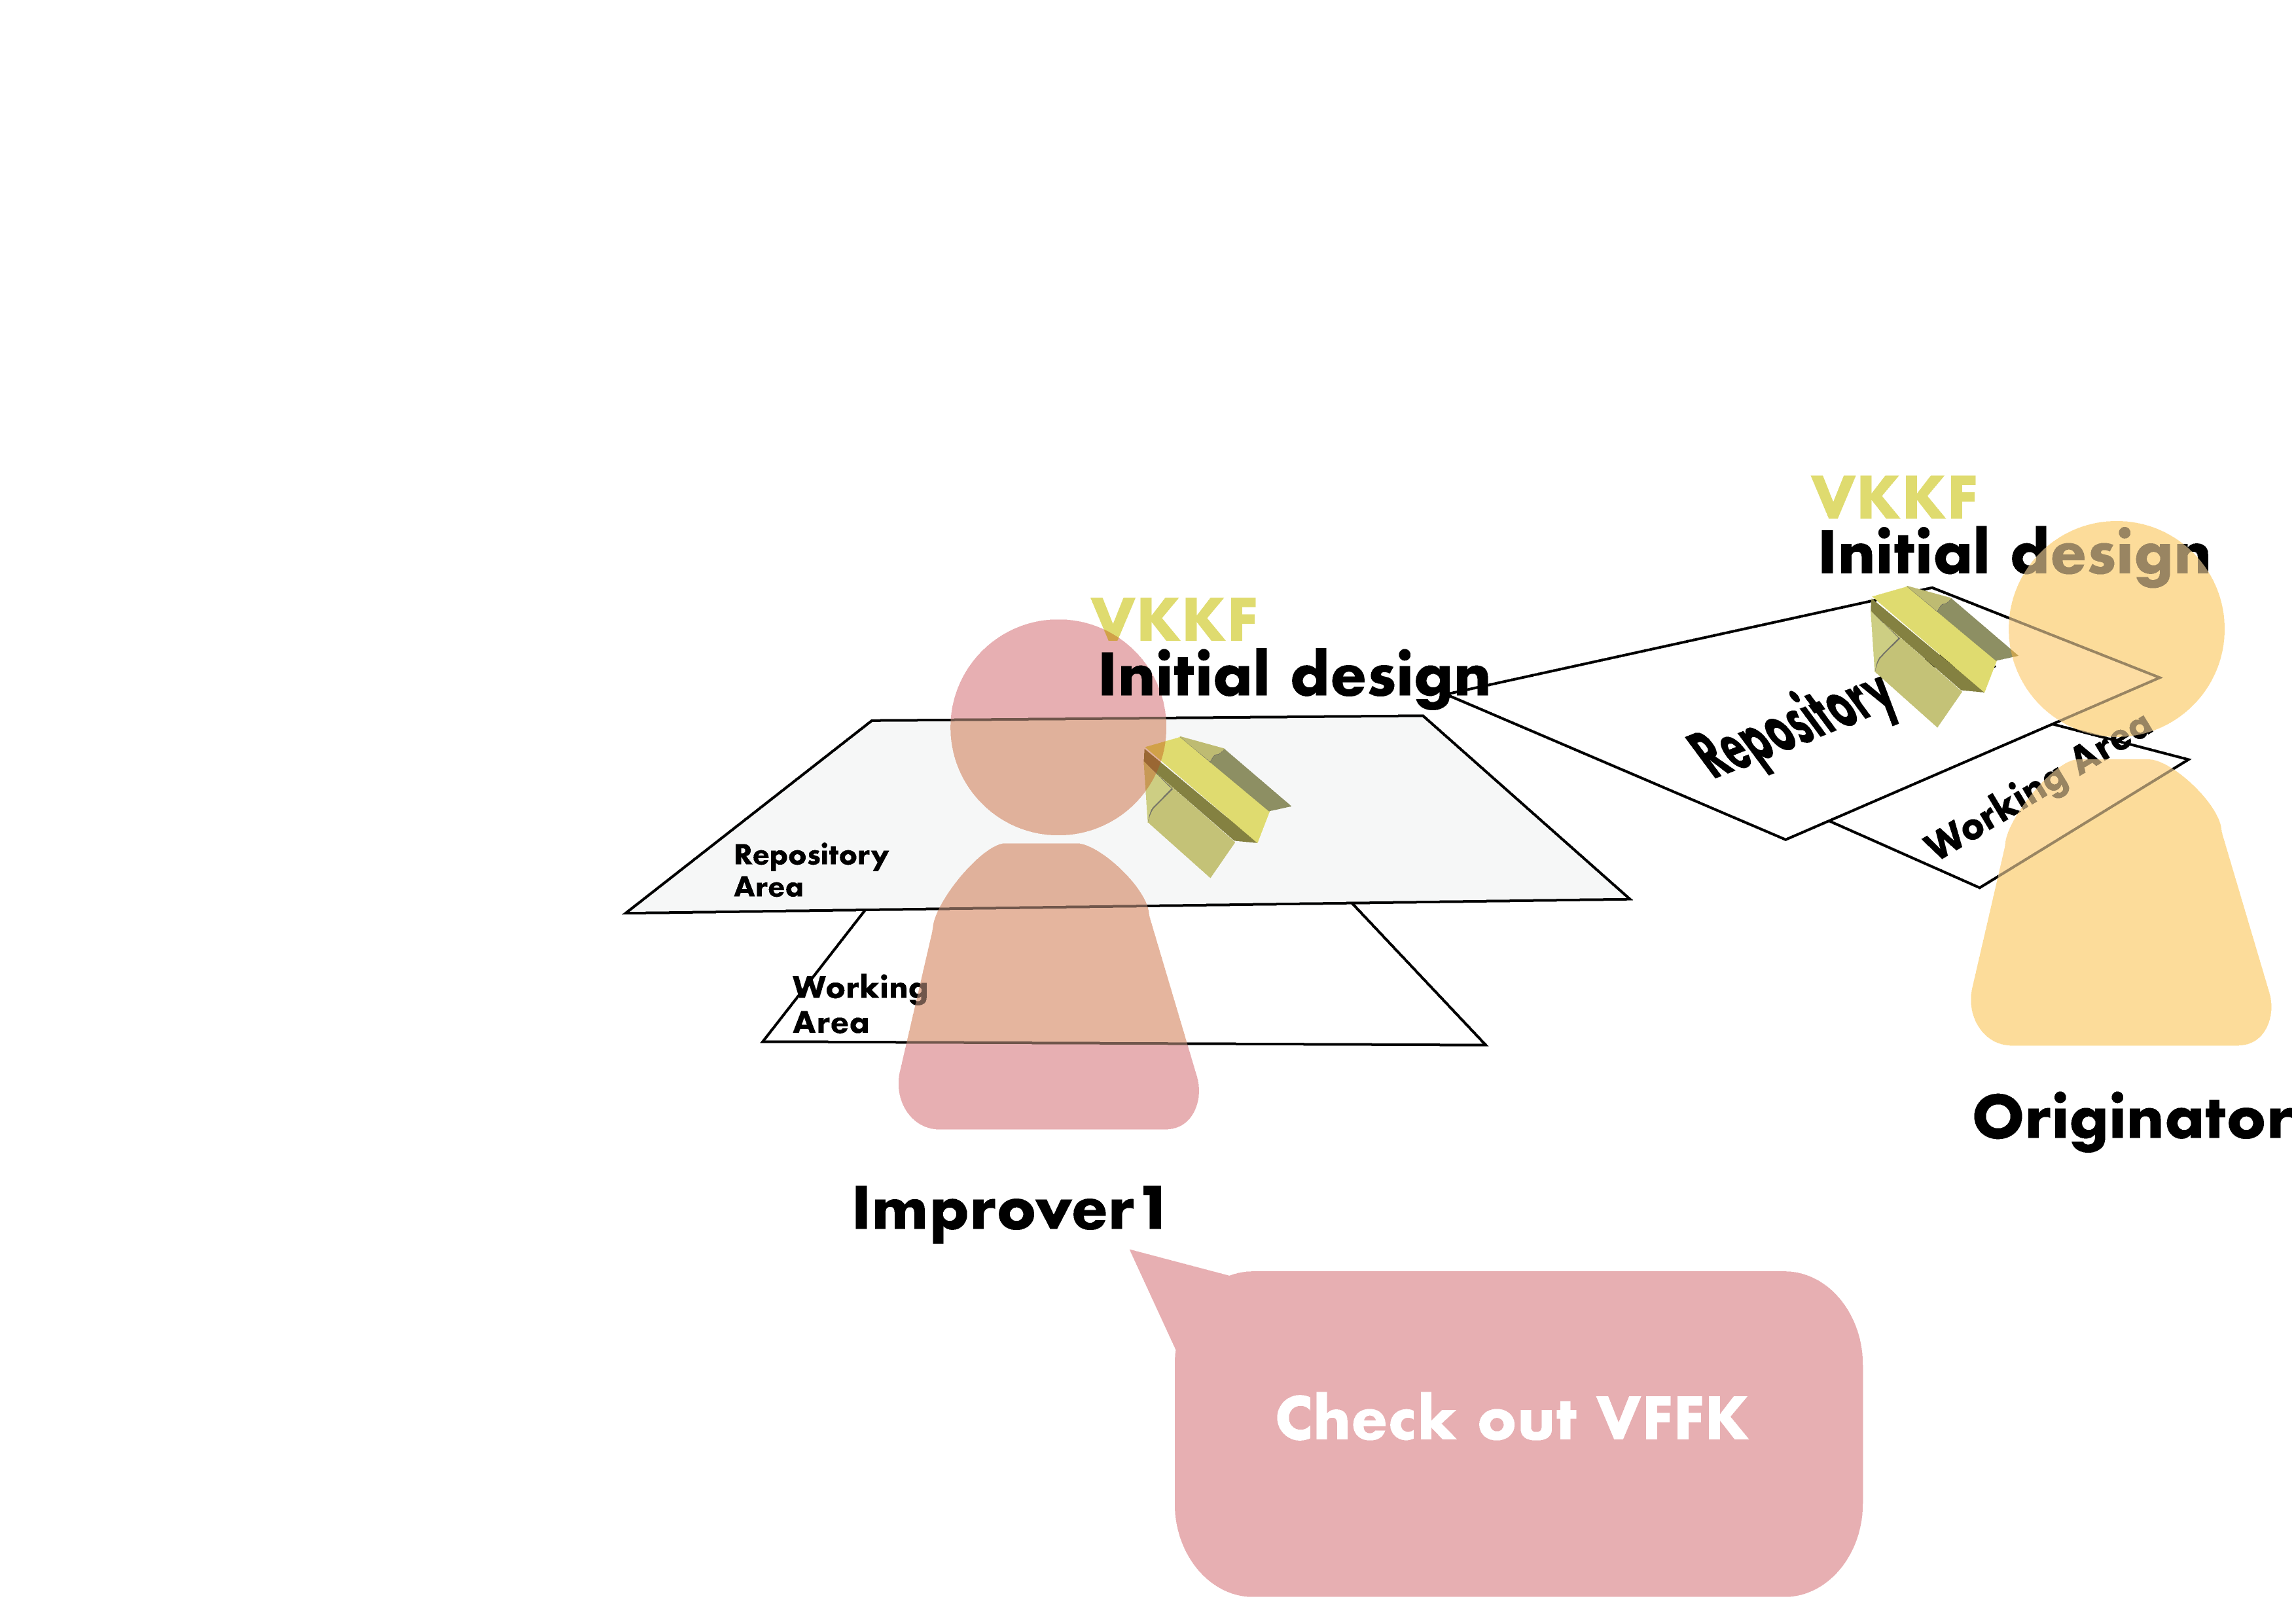 VKKF
Initial design
VKKF
Initial design
Repository
Working Area
Repository
Area
Working
Area
Originator
Improver1
Check out VFFK